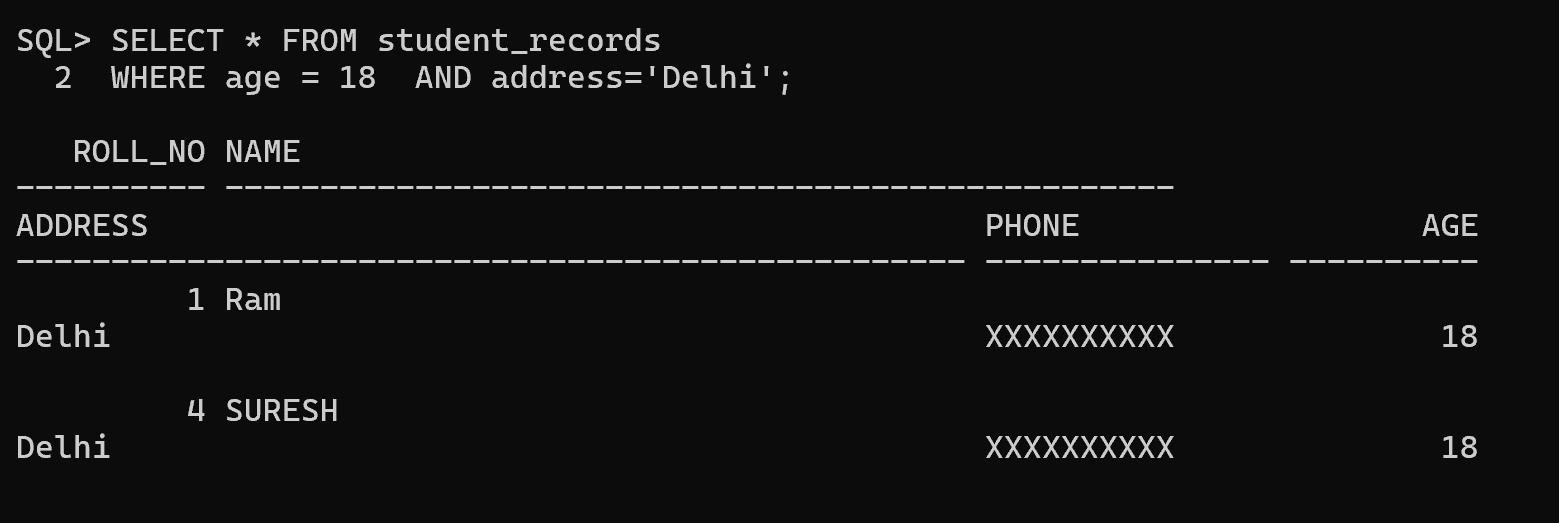 SQL> SELECT * FROM student_records
  2  WHERE age = 18  AND address='Delhi';
   ROLL_NO NAME
---------- --------------------------------------------------
ADDRESS                                            PHONE                  AGE
-------------------------------------------------- --------------- ----------
         1 Ram
Delhi                                              XXXXXXXXXX              18
         4 SURESH
Delhi                                              XXXXXXXXXX              18